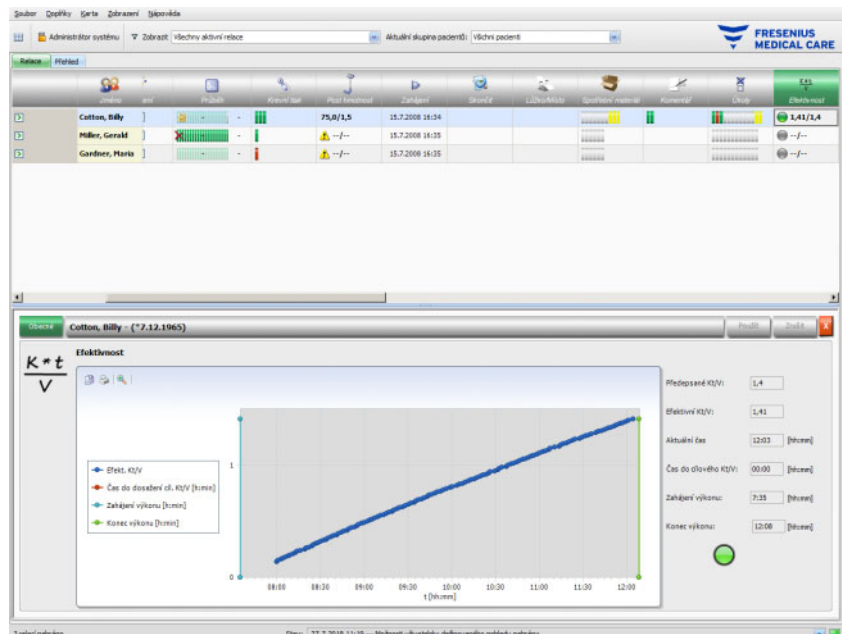 Soubor Doplňky Karta Zobrazení Nápověda
Administrátor systému Zobrazit Všechny aktivní relace Aktuální skupina pacientů: Všichni pacienti
FRESENIUS
MEDICAL CARE
Relace Přehled
Jméno Průběh Krevní tlak Post hmotnost Zahájení Skončit Lůžko/Místo Spotřební materiál Komentář Úkoly Efektivnost
Cotton, Billy 75,0/1,5 15.7.2008 16:34 1,41/1,4
Miller, Gerald --/-- 15.7.2008 16:35 --/--
Gardner, Maria --/-- 15.7.2008 16:35 --/--
Obecné Cotton, Billy - (*7.12.1965) Použít Zrušit
K*t
V
Efektivnost
Předepsané Kt/V: 1,4
Efektivní Kt/V: 1,41
Aktuální čas 12:03 [hh:mm]
Čas do cílového Kt/V: 00:00 [hh:mm]
Zahájení výkonu: 7:35 [hh:mm]
Konec výkonu: 12:08 [hh:mm]
Efekt. Kt/V
Čas do dosažení cíl. Kt/V [h:min]
Zahájení výkonu [h:min]
Konec výkonu [h:min]
1
0
08:00 08:30 09:00 09:30 10:00 10:30 11:00 11:30 12:00
t [hh:mm]